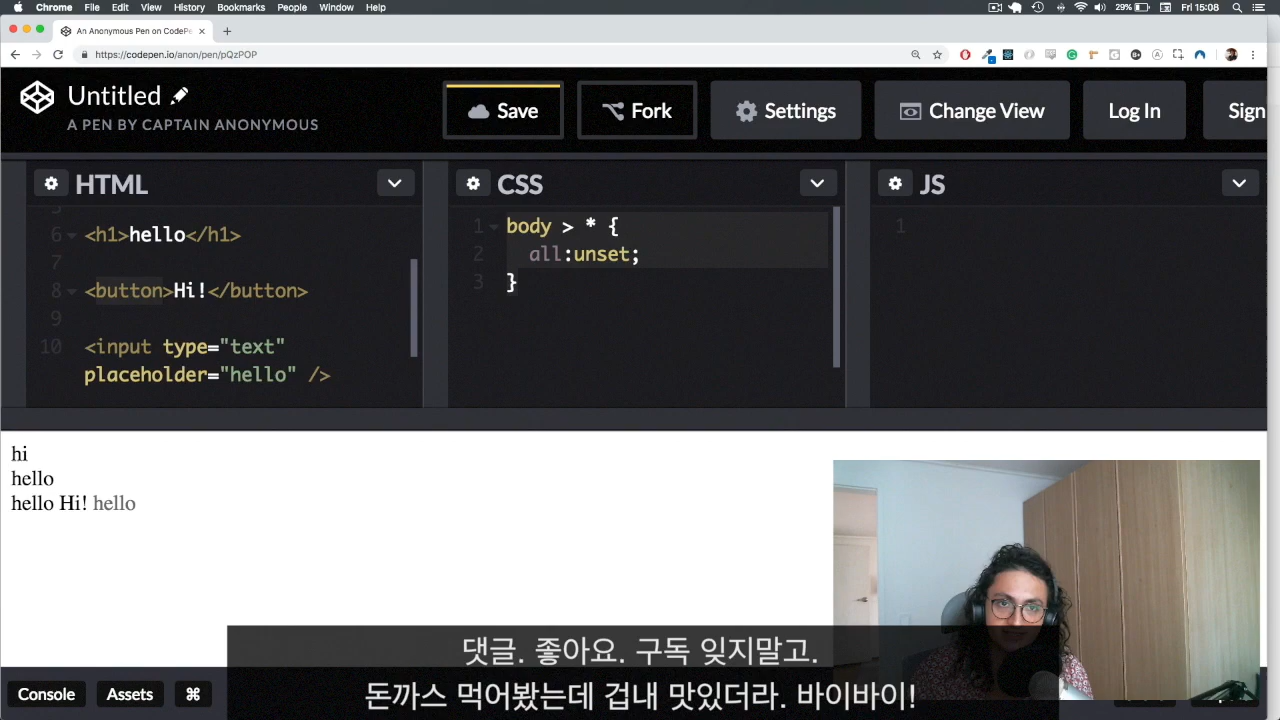 Chrome File Edit View History Bookmarks People Window Help 29% Fri 15:08
An Anonymous Pen on CodePe
https://codepen.io/anon/pen/pQzPOP
Untitled
A PEN BY CAPTAIN ANONYMOUS
Save
Fork
Settings
Change View
Log In
Sign
HTML
6 <h1>hello</h1>
7
8 <button>Hi!</button>
9
10 <input type="text"
placeholder="hello" />
CSS
1 body > * {
2 all:unset;
3 }
JS
1
hi
hello
hello Hi! hello
댓글. 좋아요. 구독 잊지말고.
돈까스 먹어봤는데 겁내 맛있더라. 바이바이!
Console Assets ⌘